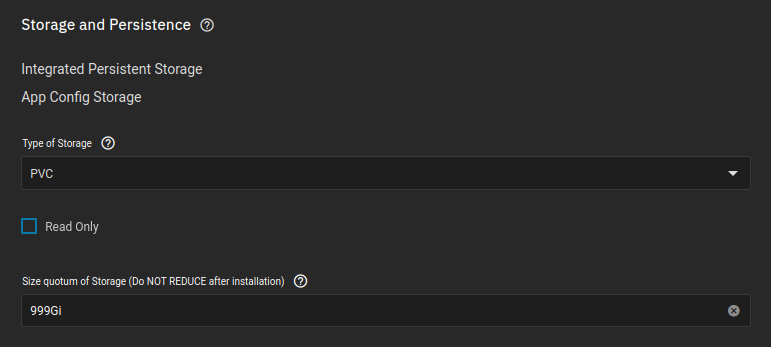 Storage and Persistence
Integrated Persistent Storage
App Config Storage
Type of Storage
PVC
Read Only
Size quotum of Storage (Do NOT REDUCE after installation)
999Gi